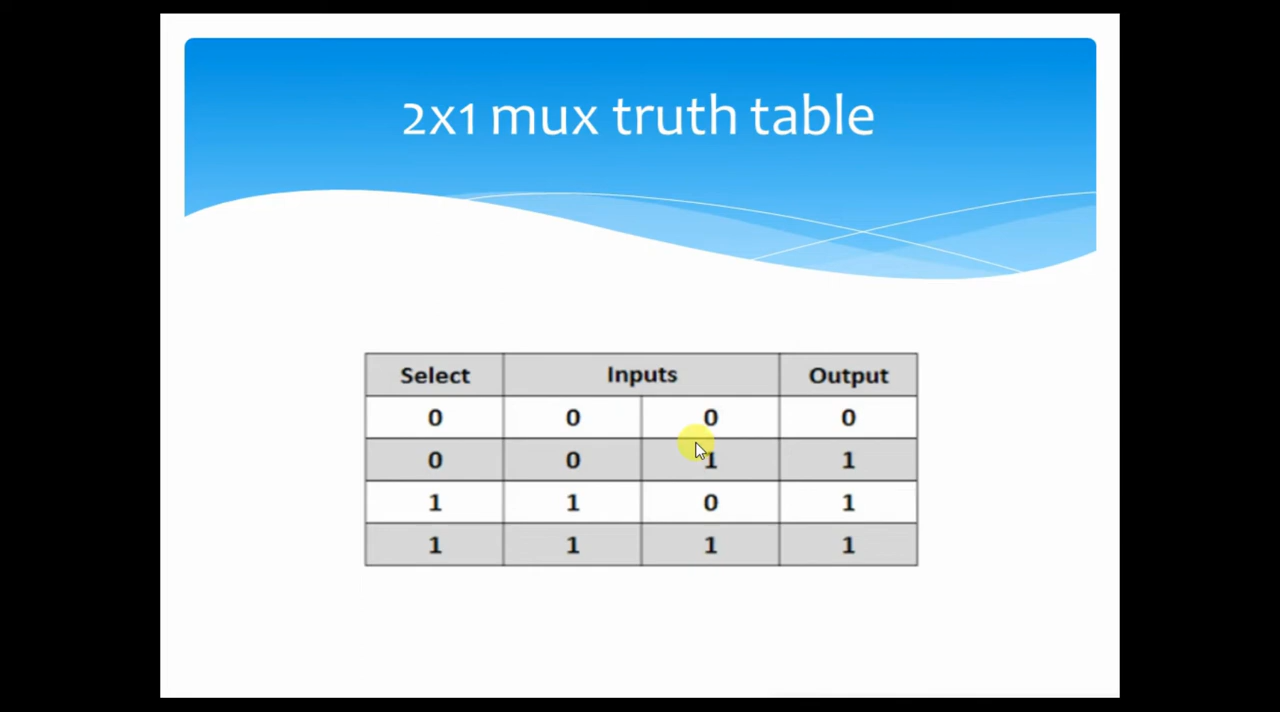 2x1 mux truth table
Select Inputs Output
0 0 0 0
0 0 1 1
1 1 0 1
1 1 1 1